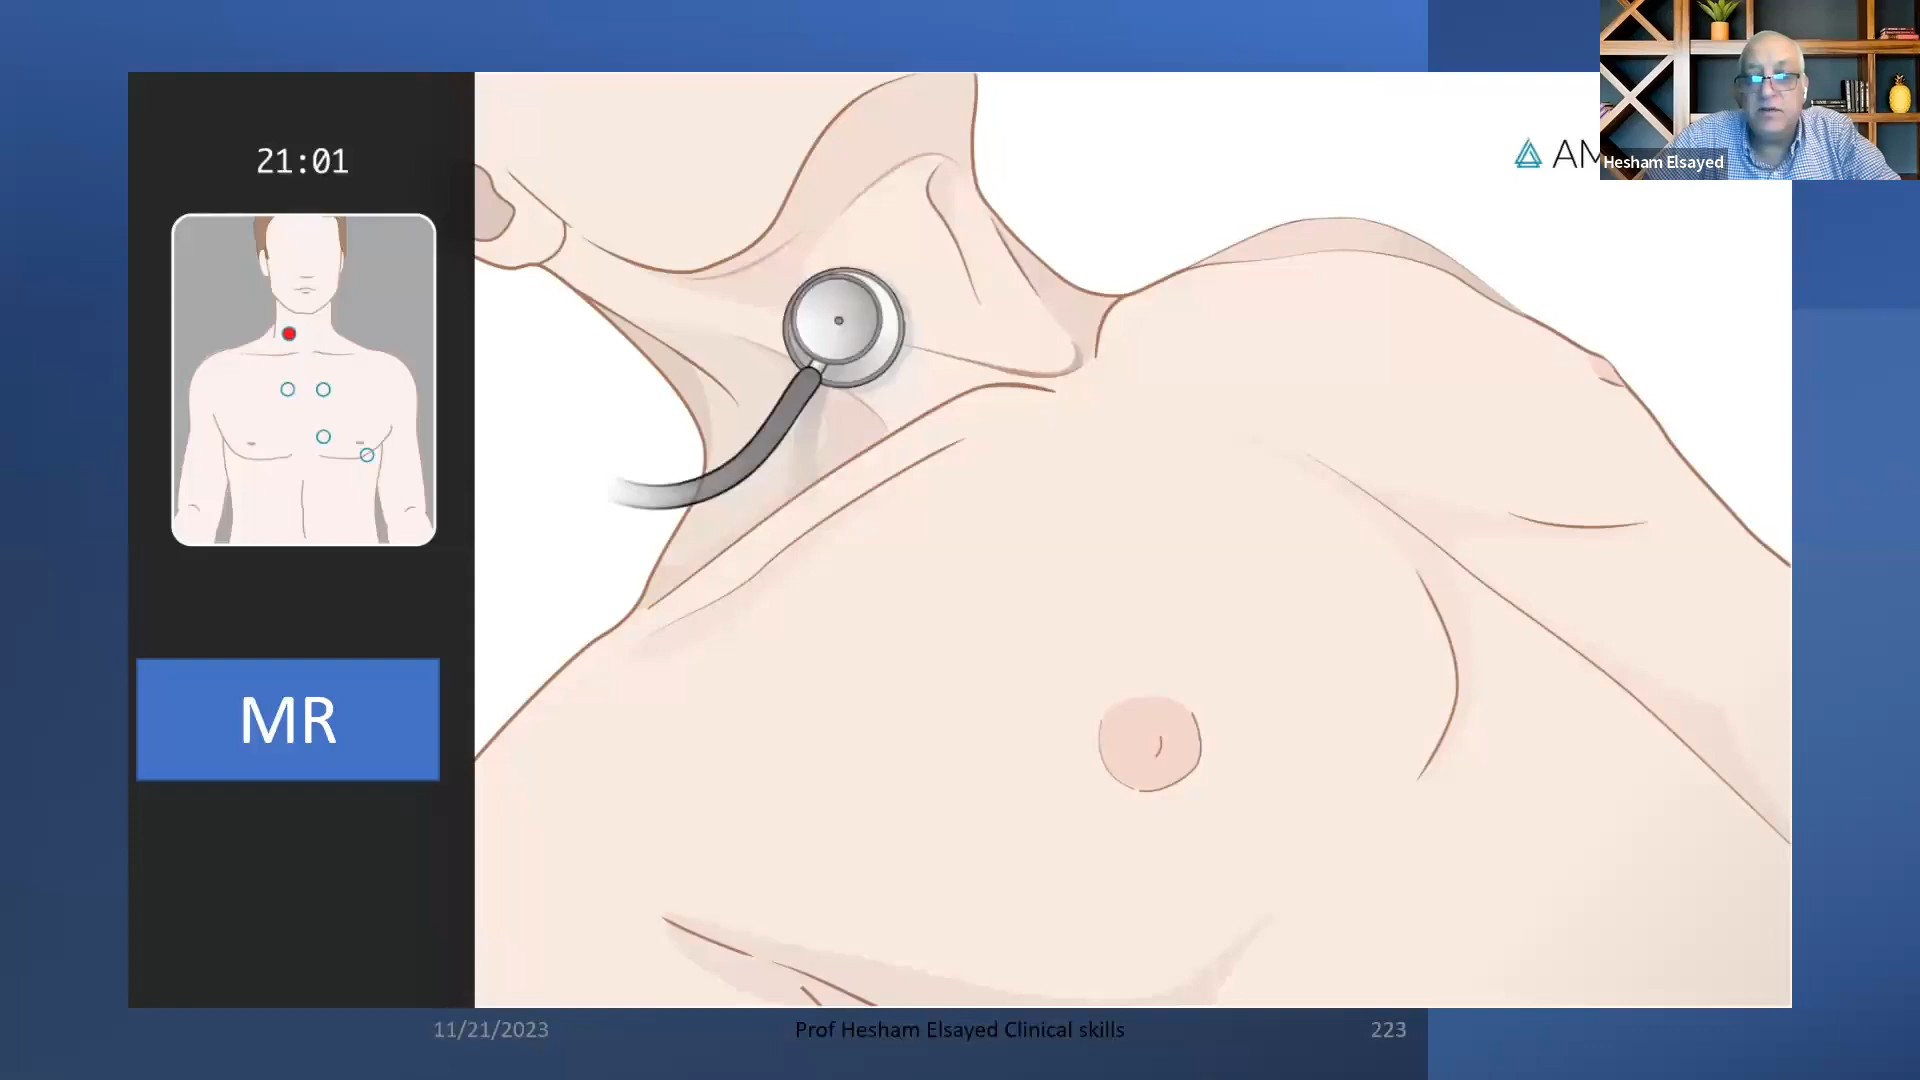 21:01
AM
Hesham Elsayed
MR
11/21/2023
Prof Hesham Elsayed Clinical skills
223